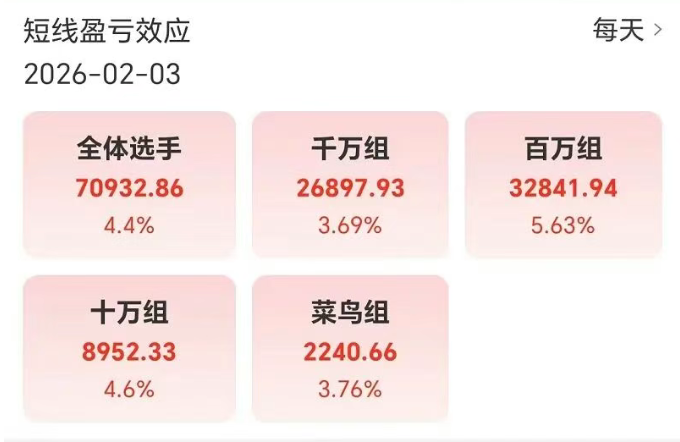 短线盈亏效应
每天 >
2026-02-03
全体选手
70932.86
4.4%
千万组
26897.93
3.69%
百万组
32841.94
5.63%
十万组
8952.33
4.6%
菜鸟组
2240.66
3.76%